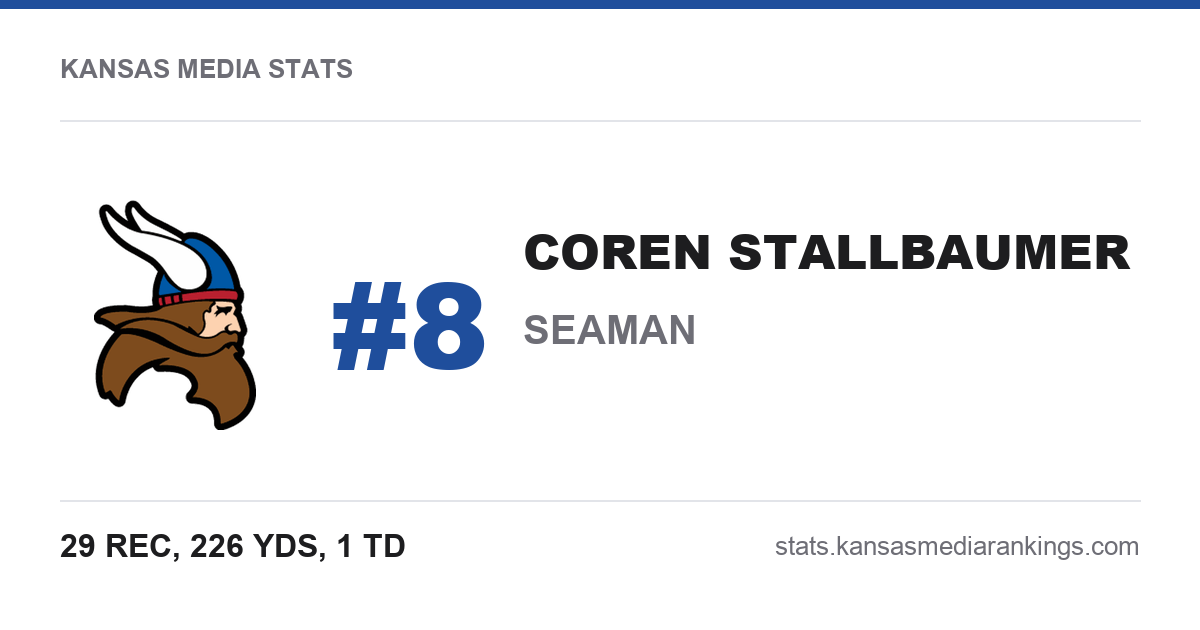 KANSAS MEDIA STATS
#8
COREN STALLBAUMER
SEAMAN
29 REC, 226 YDS, 1 TD
stats.kansasmediarankings.com